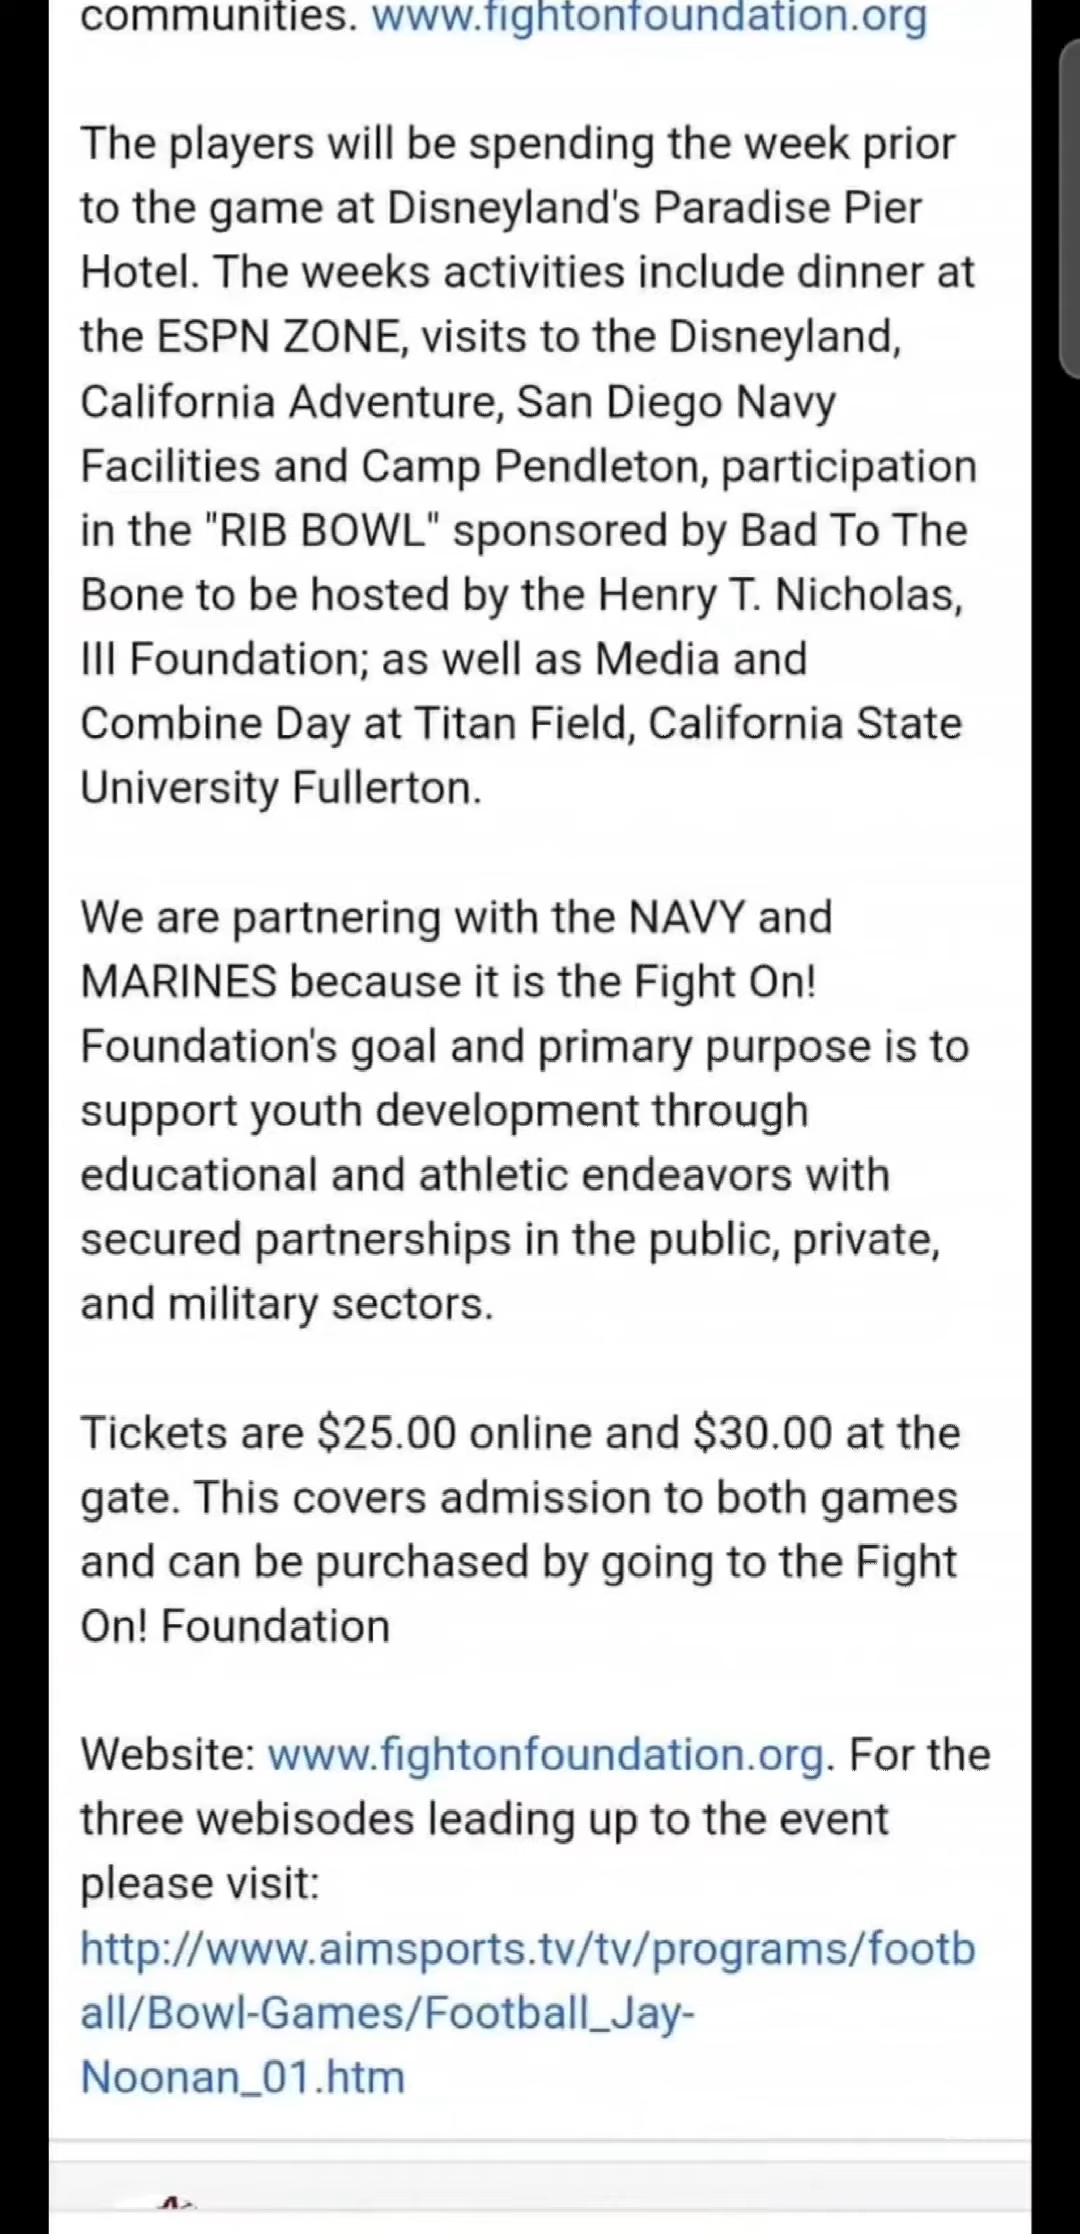 communities. www.fightonfoundation.org
The players will be spending the week prior
to the game at Disneyland's Paradise Pier
Hotel. The weeks activities include dinner at
the ESPN ZONE, visits to the Disneyland,
California Adventure, San Diego Navy
Facilities and Camp Pendleton, participation
in the "RIB BOWL" sponsored by Bad To The
Bone to be hosted by the Henry T. Nicholas,
III Foundation; as well as Media and
Combine Day at Titan Field, California State
University Fullerton.
We are partnering with the NAVY and
MARINES because it is the Fight On!
Foundation's goal and primary purpose is to
support youth development through
educational and athletic endeavors with
secured partnerships in the public, private,
and military sectors.
Tickets are $25.00 online and $30.00 at the
gate. This covers admission to both games
and can be purchased by going to the Fight
On! Foundation
Website: www.fightonfoundation.org. For the
three webisodes leading up to the event
please visit:
http://www.aimsports.tv/tv/programs/footb
all/Bowl-Games/Football_Jay-
Noonan_01.htm